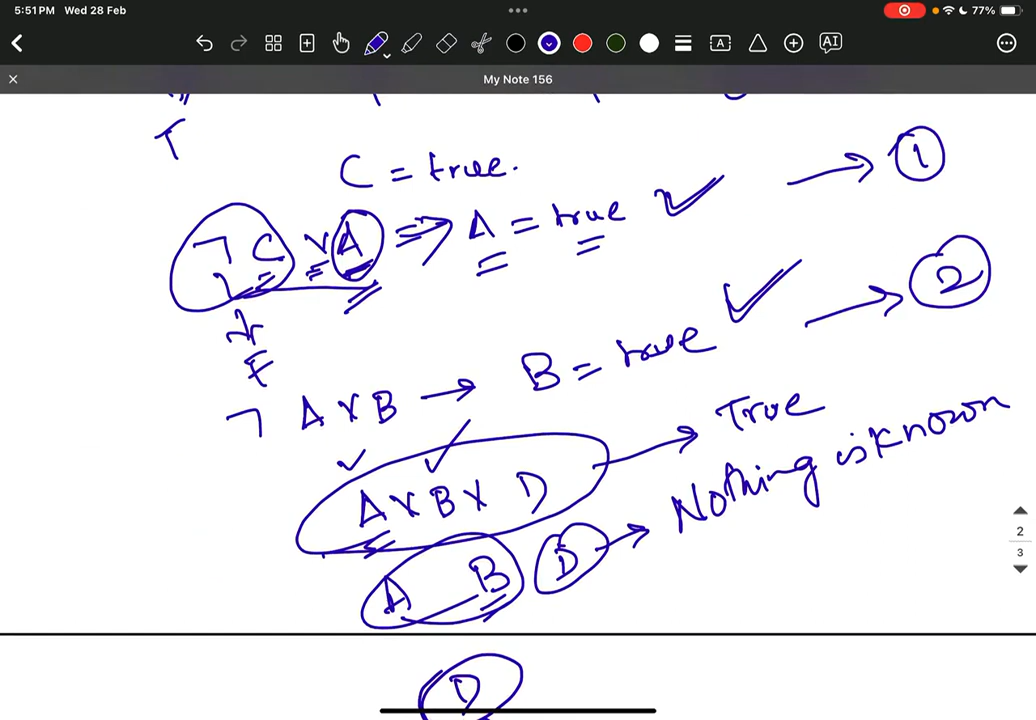 5:51 PM Wed 28 Feb
77%
A
AI
My Note 156
T
C = true.
¬ C ∨ A ⇒ A = true → 1
F
¬ A ∨ B → B = true → 2
A ∨ B ∨ D → True
A B D → Nothing is known
2
3
D